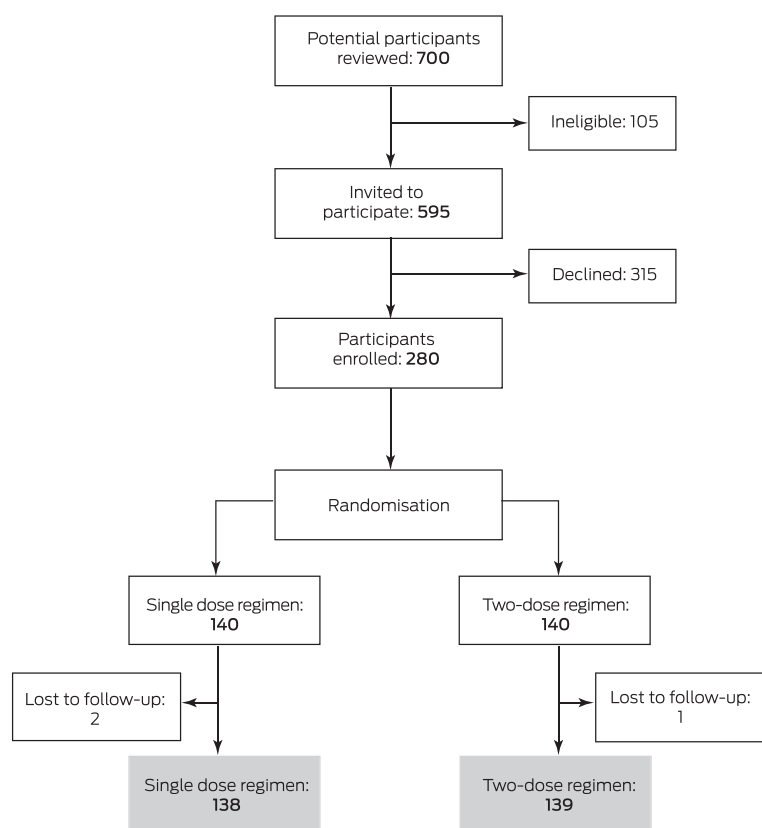 Potential participants
reviewed: 700
Ineligible: 105
Invited to
participate: 595
Declined: 315
Participants
enrolled: 280
Randomisation
Single dose regimen:
140
Two-dose regimen:
140
Lost to follow-up:
2
Lost to follow-up:
1
Single dose regimen:
138
Two-dose regimen:
139